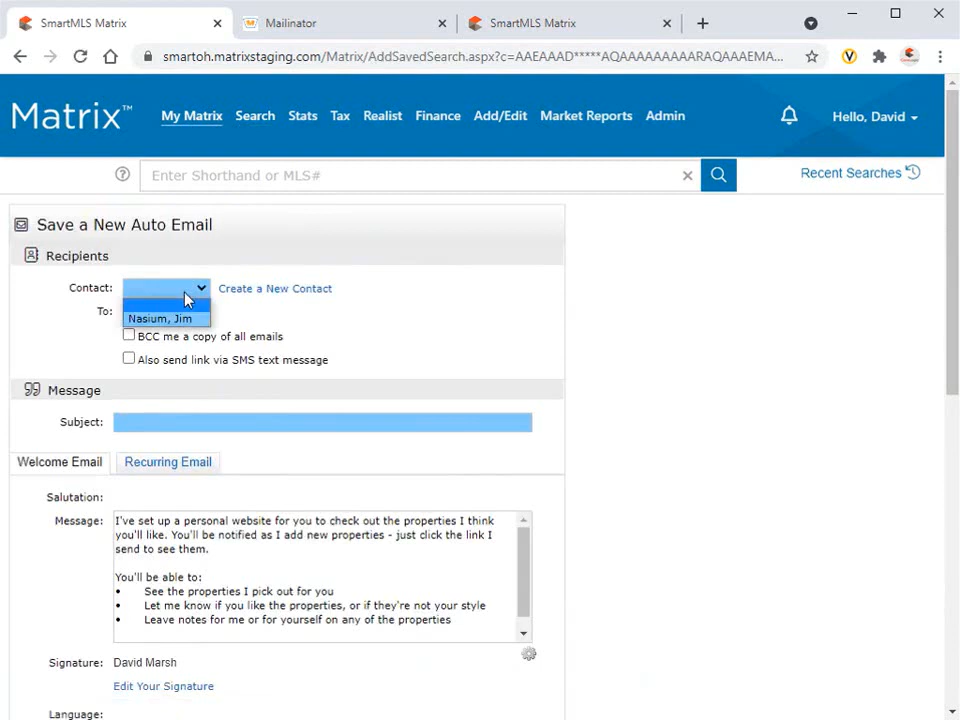 SmartMLS Matrix
Mailinator
SmartMLS Matrix
smartoh.matrixstaging.com/Matrix/AddSavedSearch.aspx?c=AAEAAAD*****AQAAAAAAAAARAQAAAEMA...
Matrix™
My Matrix Search Stats Tax Realist Finance Add/Edit Market Reports Admin
Hello, David
Enter Shorthand or MLS#
Recent Searches
Save a New Auto Email
Recipients
Contact:
Create a New Contact
Nasium, Jim
To:
BCC me a copy of all emails
Also send link via SMS text message
Message
Subject:
Welcome Email
Recurring Email
Salutation:
Message:
I've set up a personal website for you to check out the properties I think
you'll like. You'll be notified as I add new properties - just click the link I
send to see them.
You'll be able to:
• See the properties I pick out for you
• Let me know if you like the properties, or if they're not your style
• Leave notes for me or for yourself on any of the properties
Signature: David Marsh
Edit Your Signature
Language: